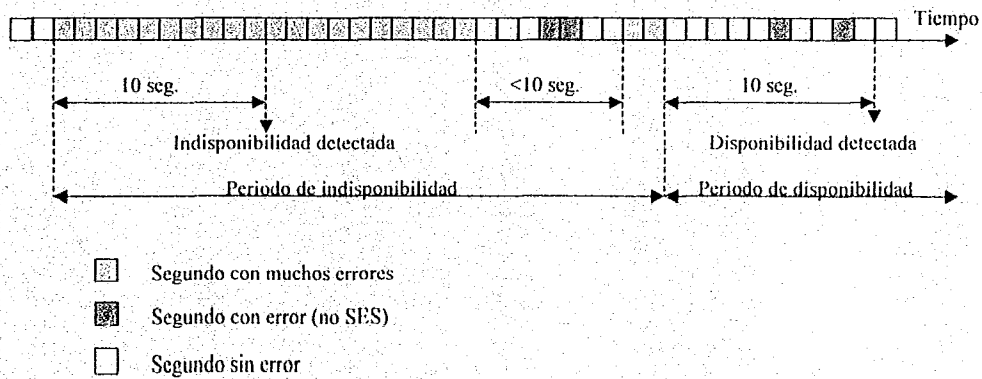 Tiempo
10 seg.
<10 seg.
10 seg.
Indisponibilidad detectada
Disponibilidad detectada
Periodo de indisponibilidad
Periodo de disponibilidad
Segundo con muchos errores
Segundo con error (no SES)
Segundo sin error